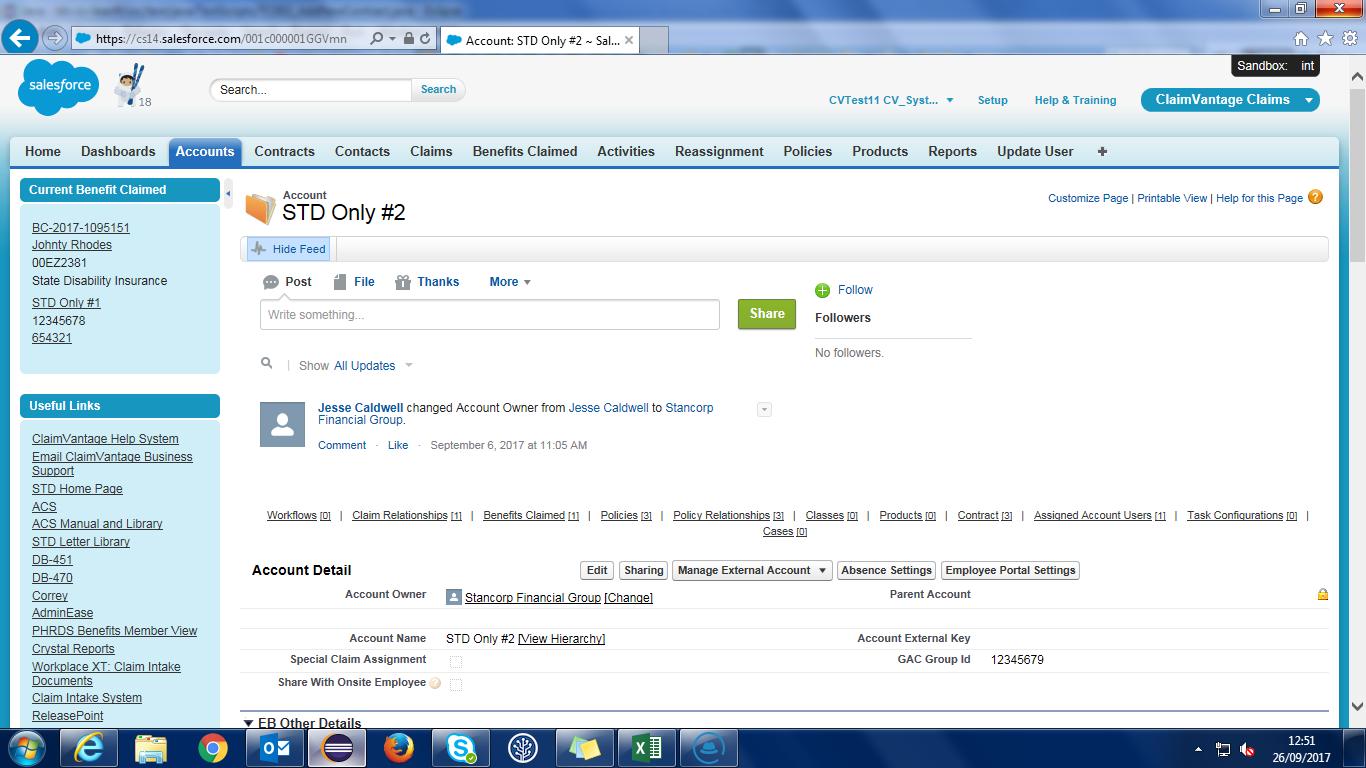 https://cs14.salesforce.com/001c000001GGVmn
Account: STD Only #2 ~ Sal...
Sandbox: int
salesforce
18
Search...
Search
CVTest11 CV_Syst...
Setup
Help & Training
ClaimVantage Claims
Home Dashboards Accounts Contracts Contacts Claims Benefits Claimed Activities Reassignment Policies Products Reports Update User +
Current Benefit Claimed
BC-2017-1095151
Johnty Rhodes
00EZ2381
State Disability Insurance
STD Only #1
12345678
654321
Useful Links
ClaimVantage Help System
Email ClaimVantage Business
Support
STD Home Page
ACS
ACS Manual and Library
STD Letter Library
DB-451
DB-470
Correy
AdminEase
PHRDS Benefits Member View
Crystal Reports
Workplace XT: Claim Intake
Documents
Claim Intake System
ReleasePoint
Account
STD Only #2
Customize Page | Printable View | Help for this Page ?
Hide Feed
Post File Thanks More
Write something...
Share
Follow
Followers
No followers.
Show All Updates
Jesse Caldwell changed Account Owner from Jesse Caldwell to Stancorp
Financial Group.
Comment · Like · September 6, 2017 at 11:05 AM
Workflows [0] | Claim Relationships [1] | Benefits Claimed [1] | Policies [3] | Policy Relationships [3] | Classes [0] | Products [0] | Contract [3] | Assigned Account Users [1] | Task Configurations [0] |
Cases [0]
Account Detail
Edit Sharing Manage External Account Absence Settings Employee Portal Settings
Account Owner Stancorp Financial Group [Change] Parent Account
Account Name STD Only #2 [View Hierarchy] Account External Key
Special Claim Assignment GAC Group Id 12345679
Share With Onsite Employee ?
EB Other Details
12:51
26/09/2017